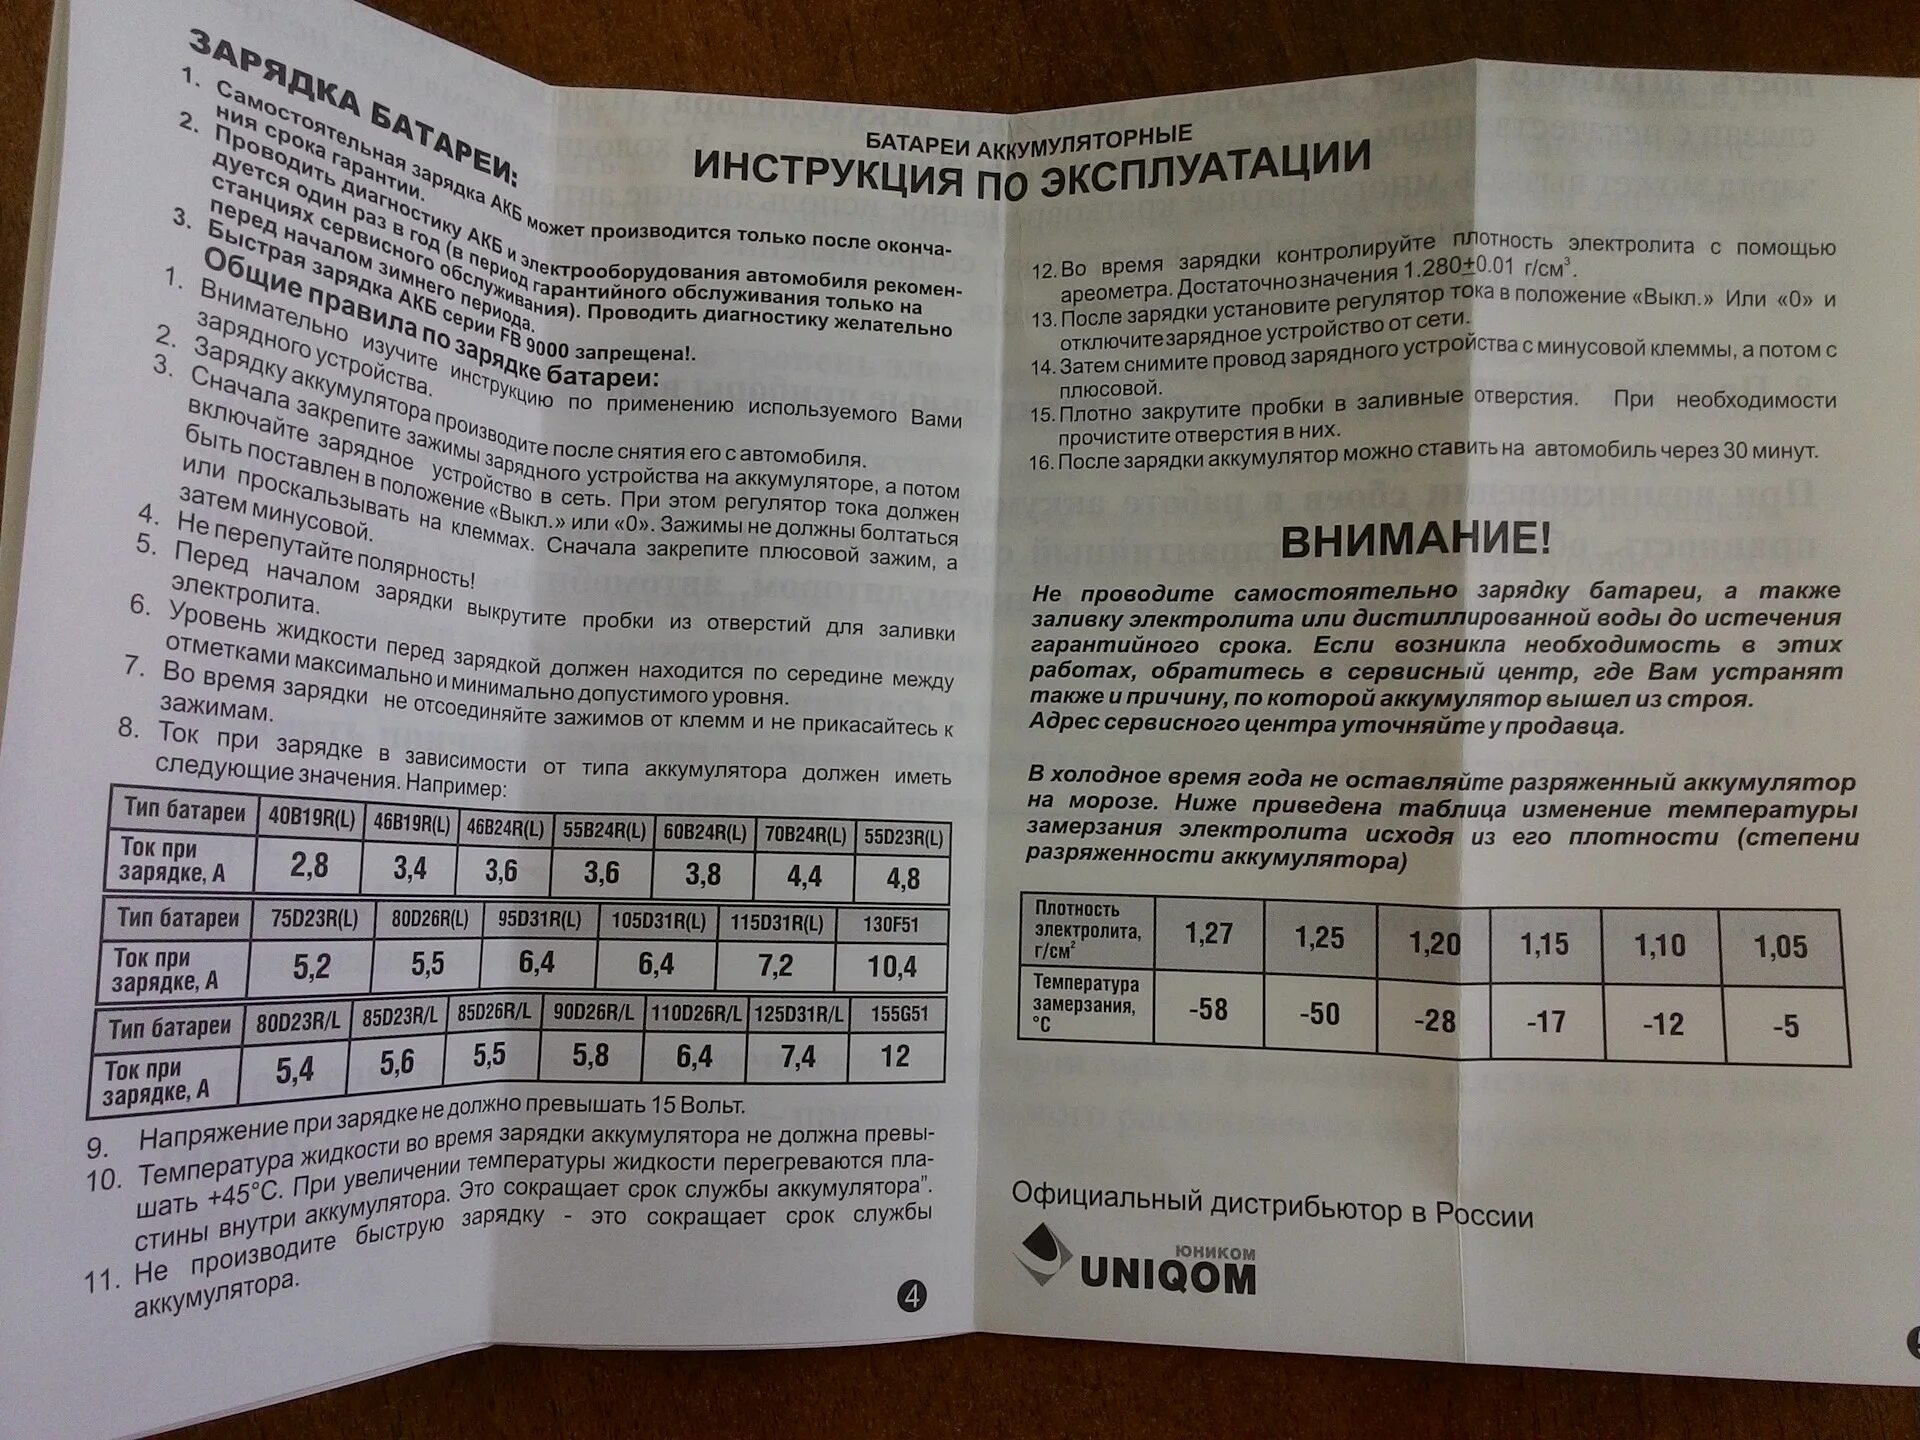 ЗАРЯДКА БАТАРЕИ:
1. Самостоятельная зарядка АКБ может производится только после оконча-
ния срока гарантии.
2. Проводить диагностику АКБ и электрооборудования автомобиля рекомен-
дуется один раз в год (в период гарантийного обслуживания только на
станциях сервисного обслуживания). Проводить диагностику желательно
перед началом зимнего периода.
3. Быстрая зарядка АКБ серии FB 9000 запрещена!.
Общие правила по зарядке батареи:
1. Внимательно изучите инструкцию по применению используемого Вами
зарядного устройства.
2. Зарядку аккумулятора производите после снятия его с автомобиля.
3. Сначала закрепите зажимы зарядного устройства на аккумуляторе, а потом
включайте зарядное устройство в сеть. При этом регулятор тока должен
быть поставлен в положение «Выкл.» или «0». Зажимы не должны болтаться
или проскальзывать на клеммах. Сначала закрепите плюсовой зажим, а
затем минусовой.
4. Не перепутайте полярность!
5. Перед началом зарядки выкрутите пробки из отверстий для заливки
электролита.
6. Уровень жидкости перед зарядкой должен находится по середине между
отметками максимально и минимально допустимого уровня.
7. Во время зарядки не отсоединяйте зажимов от клемм и не прикасайтесь к
зажимам.
8. Ток при зарядке в зависимости от типа аккумулятора должен иметь
следующие значения. Например:
Тип батареи 40B19R(L) 46B19R(L) 46B24R(L) 55B24R(L) 60B24R(L) 70B24R(L) 55D23R(L)
Ток при
зарядке, А 2,8 3,4 3,6 3,6 3,8 4,4 4,8
Тип батареи 75D23R(L) 80D26R(L) 95D31R(L) 105D31R(L) 115D31R(L) 130F51
Ток при
зарядке, А 5,2 5,5 6,4 6,4 7,2 10,4
Тип батареи 80D23R/L 85D23R/L 85D26R/L 90D26R/L 110D26R/L 125D31R/L 155G51
Ток при
зарядке, А 5,4 5,6 5,5 5,8 6,4 7,4 12
9. Напряжение при зарядке не должно превышать 15 Вольт.
10. Температура жидкости во время зарядки аккумулятора не должна превы-
шать +45°С. При увеличении температуры жидкости перегреваются пла-
стины внутри аккумулятора. Это сокращает срок службы аккумулятора”.
11. Не производите быструю зарядку - это сокращает срок службы
аккумулятора.
4
БАТАРЕИ АККУМУЛЯТОРНЫЕ
ИНСТРУКЦИЯ ПО ЭКСПЛУАТАЦИИ
12. Во время зарядки контролируйте плотность электролита с помощью
ареометра. Достаточно значения 1.280±0.01 г/см³.
13. После зарядки установите регулятор тока в положение «Выкл.» Или «0» и
отключите зарядное устройство от сети.
14. Затем снимите провод зарядного устройства с минусовой клеммы, а потом с
плюсовой.
15. Плотно закрутите пробки в заливные отверстия. При необходимости
прочистите отверстия в них.
16. После зарядки аккумулятор можно ставить на автомобиль через 30 минут.
ВНИМАНИЕ!
Не проводите самостоятельно зарядку батареи, а также
заливку электролита или дистиллированной воды до истечения
гарантийного срока. Если возникла необходимость в этих
работах, обратитесь в сервисный центр, где Вам устранят
также и причину, по которой аккумулятор вышел из строя.
Адрес сервисного центра уточняйте у продавца.
В холодное время года не оставляйте разряженный аккумулятор
на морозе. Ниже приведена таблица изменение температуры
замерзания электролита исходя из его плотности (степени
разряженности аккумулятора)
Плотность
электролита,
г/см² 1,27 1,25 1,20 1,15 1,10 1,05
Температура
замерзания,
°С -58 -50 -28 -17 -12 -5
Официальный дистрибьютор в России
ЮНИКОМ
UNIQOM